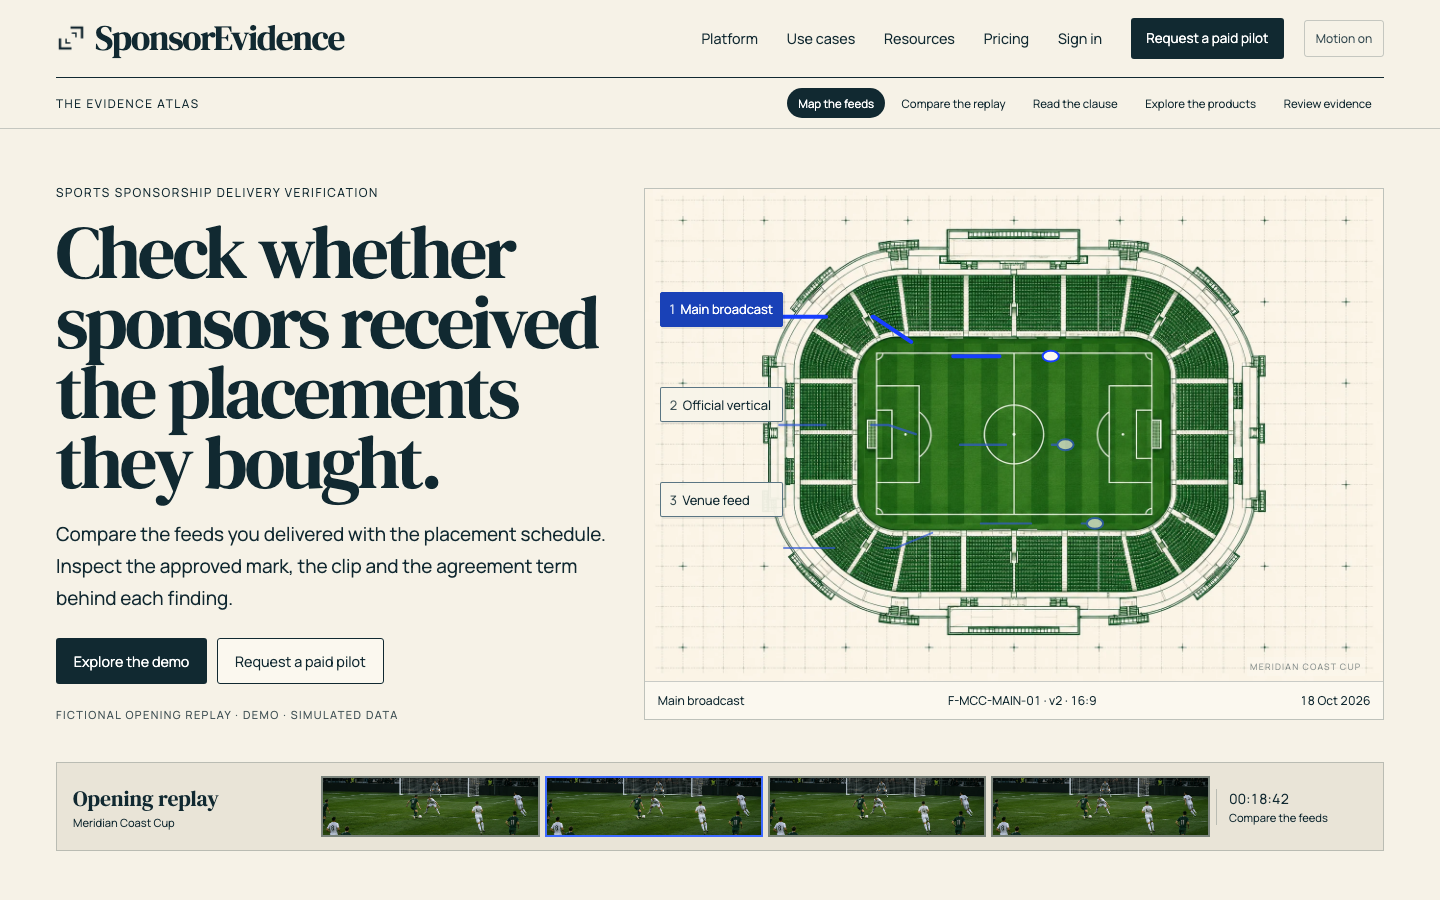 SponsorEvidence
Platform
Use cases
Resources
Pricing
Sign in
Request a paid pilot
Motion on
THE EVIDENCE ATLAS
Map the feeds
Compare the replay
Read the clause
Explore the products
Review evidence
SPORTS SPONSORSHIP DELIVERY VERIFICATION
Check whether
sponsors received
the placements
they bought.
Compare the feeds you delivered with the placement schedule.
Inspect the approved mark, the clip and the agreement term
behind each finding.
Explore the demo
Request a paid pilot
FICTIONAL OPENING REPLAY · DEMO · SIMULATED DATA
1 Main broadcast
2 Official vertical
3 Venue feed
MERIDIAN COAST CUP
Main broadcast
F-MCC-MAIN-01 · v2 · 16:9
18 Oct 2026
Opening replay
Meridian Coast Cup
00:18:42
Compare the feeds